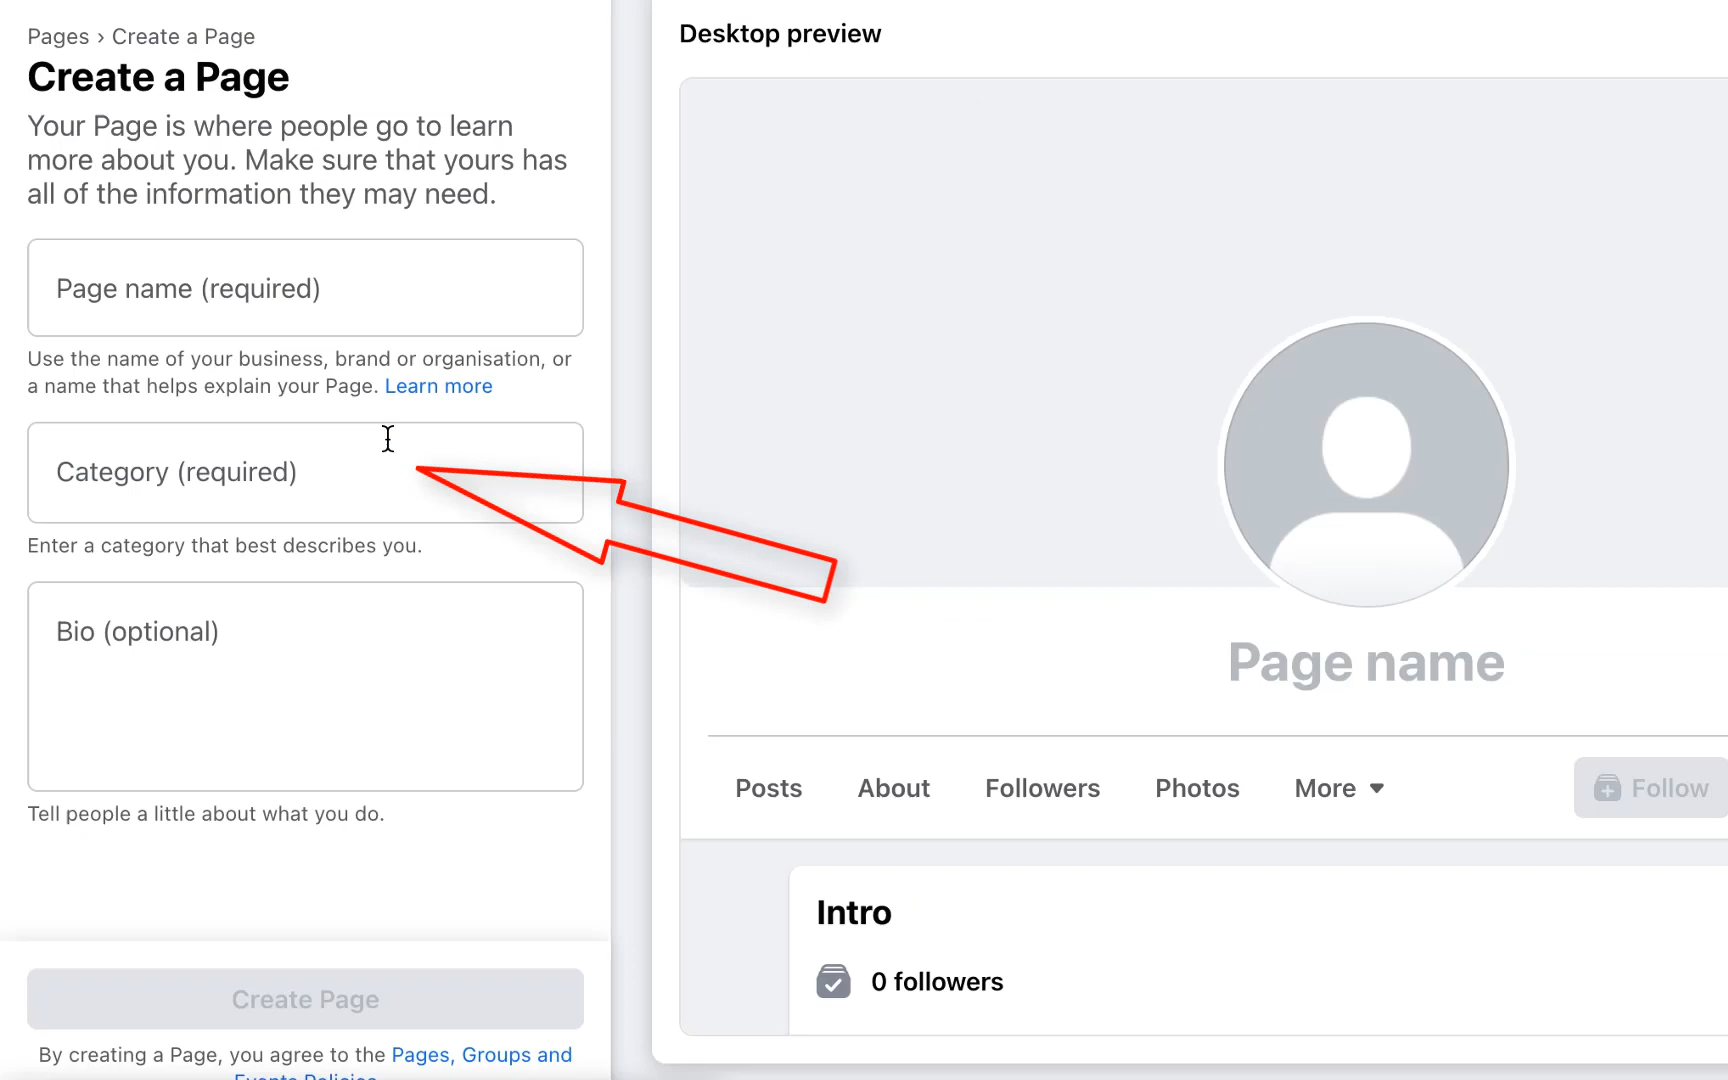 Pages › Create a Page
Create a Page
Your Page is where people go to learn
more about you. Make sure that yours has
all of the information they may need.
Page name (required)
Use the name of your business, brand or organisation, or
a name that helps explain your Page. Learn more
Category (required)
Enter a category that best describes you.
Bio (optional)
Tell people a little about what you do.
Create Page
By creating a Page, you agree to the Pages, Groups and
Events Policies
Desktop preview
Page name
Posts About Followers Photos More
Follow
Intro
0 followers